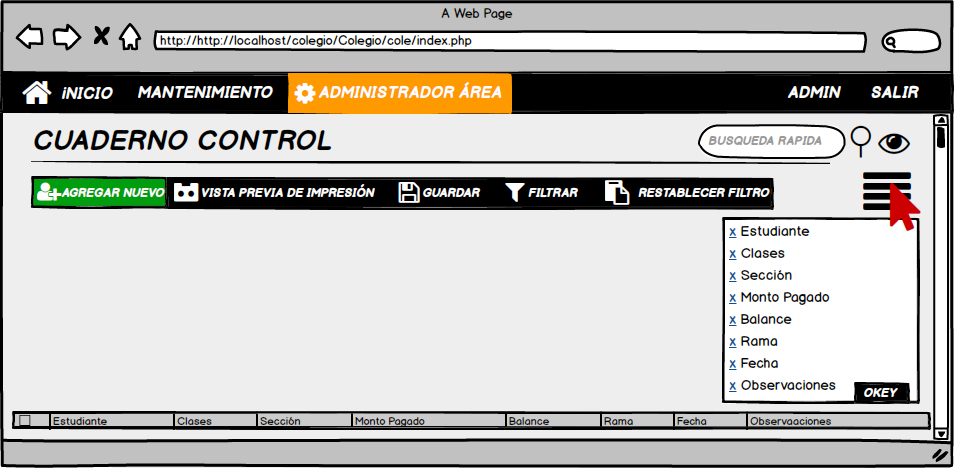 A Web Page
http://http://localhost/colegio/Colegio/cole/index.php
iNICIO MANTENIMIENTO ADMINISTRADOR ÁREA ADMIN SALIR
CUADERNO CONTROL BUSQUEDA RAPIDA
AGREGAR NUEVO VISTA PREVIA DE IMPRESIÓN GUARDAR FILTRAR RESTABLECER FILTRO
x Estudiante
x Clases
x Sección
x Monto Pagado
x Balance
x Rama
x Fecha
x Observaciones
OKEY
Estudiante Clases Sección Monto Pagado Balance Rama Fecha Observaaciones